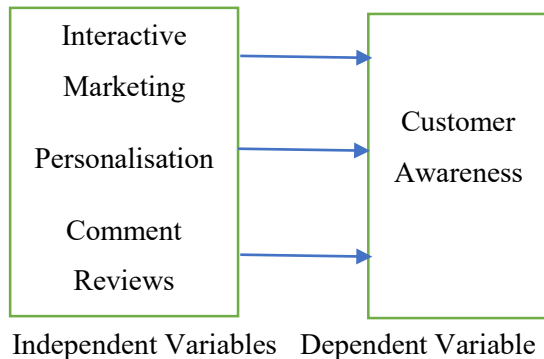 Interactive
Marketing
Personalisation
Comment
Reviews
Customer
Awareness
Independent Variables
Dependent Variable